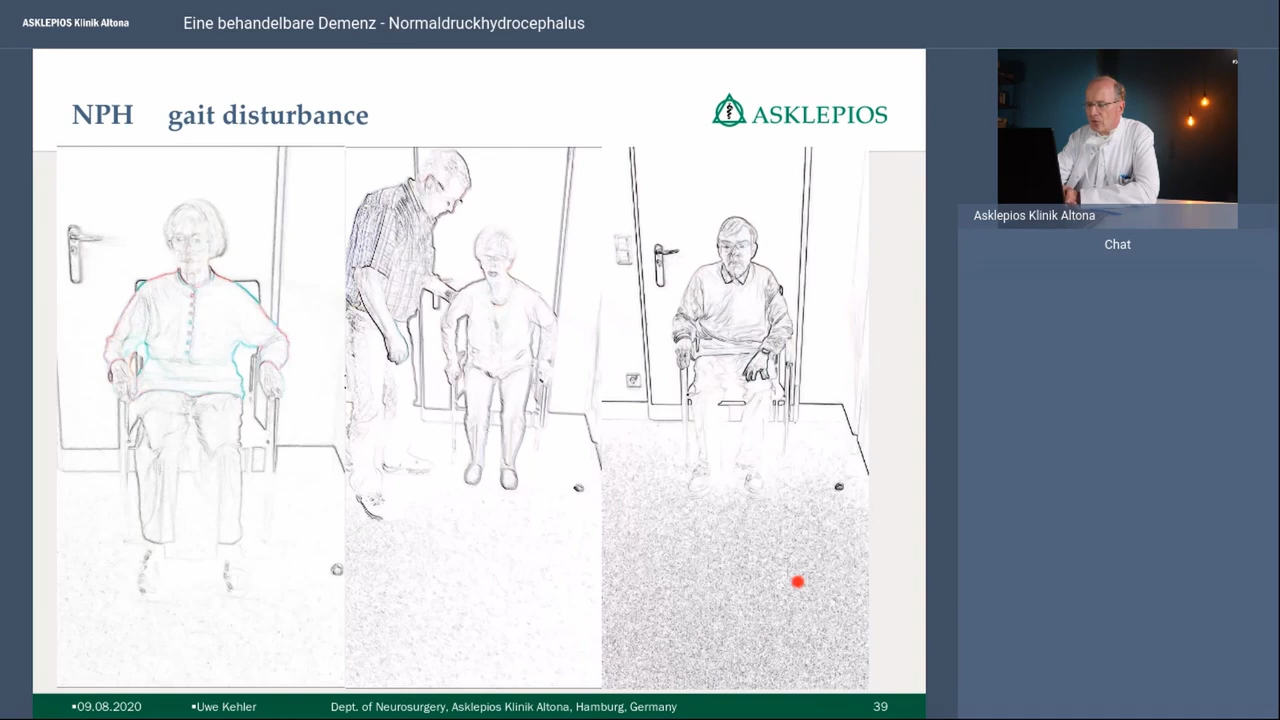 ASKLEPIOS Klinik Altona
Eine behandelbare Demenz - Normaldruckhydrocephalus
NPH gait disturbance
ASKLEPIOS
Asklepios Klinik Altona
Chat
▪09.08.2020 ▪Uwe Kehler Dept. of Neurosurgery, Asklepios Klinik Altona, Hamburg, Germany 39